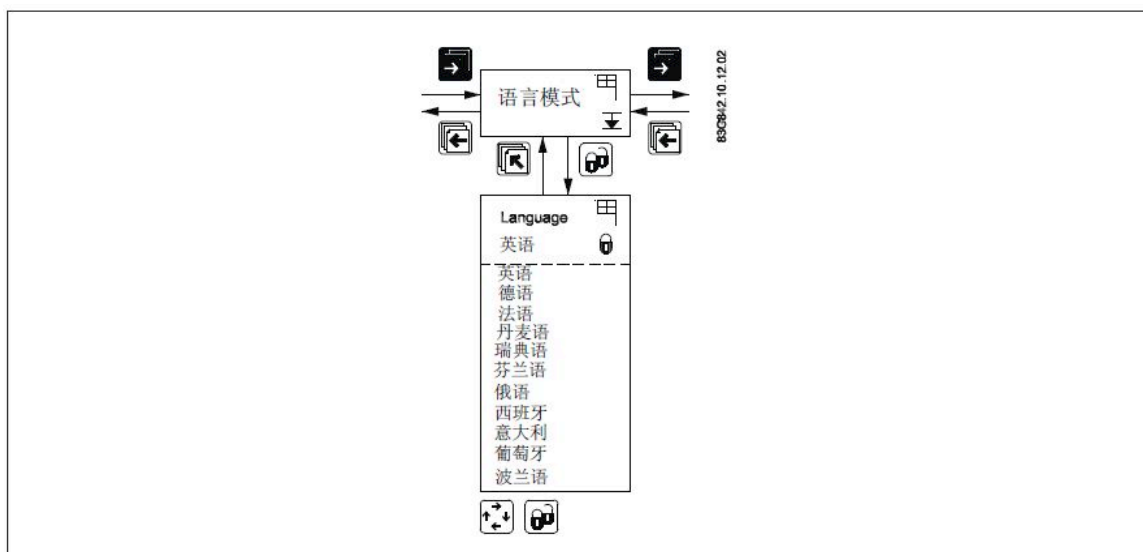 语言模式
83G842.10.12.02
Language
英语
英语
德语
法语
丹麦语
瑞典语
芬兰语
俄语
西班牙
意大利
葡萄牙
波兰语